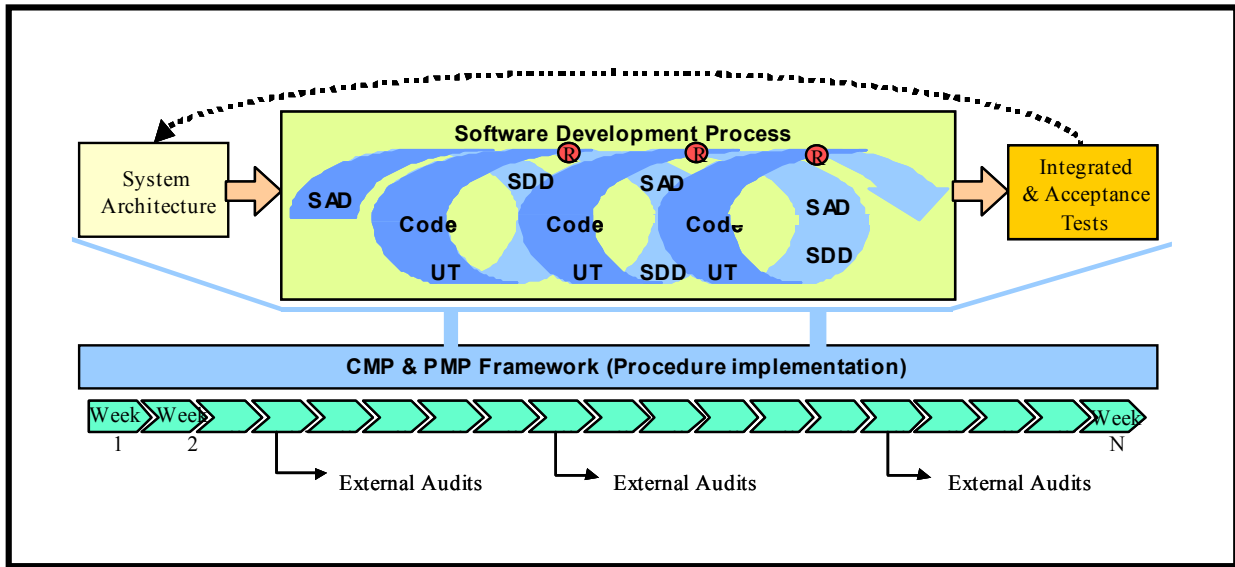 Software Development Process
R R R
System
Architecture
SAD
SDD
SAD
SAD
Code
Code
Code
UT
UT
SDD
UT
SDD
Integrated
& Acceptance
Tests
CMP & PMP Framework (Procedure implementation)
Week
1
Week
2
Week
N
External Audits
External Audits
External Audits